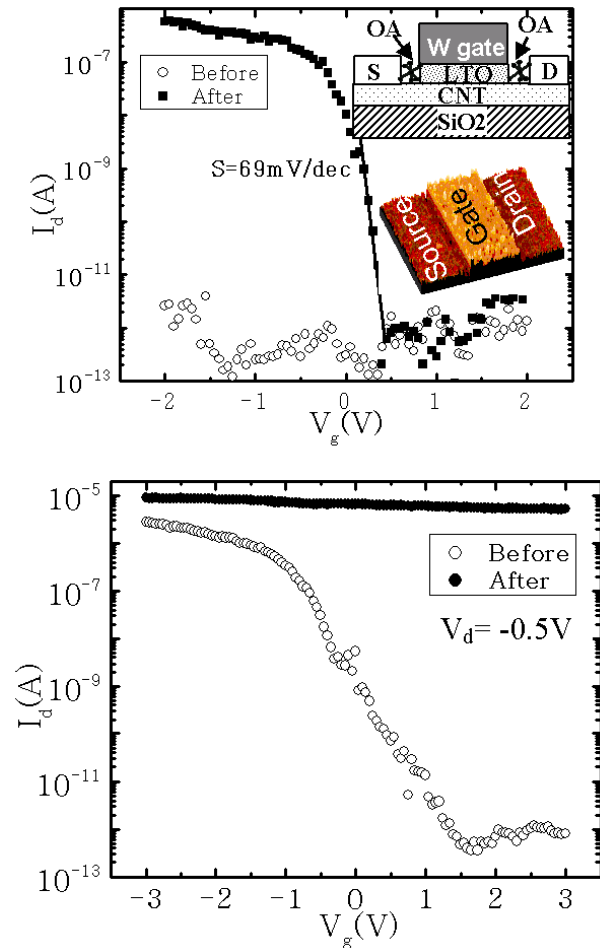 OA OA
W gate
S LTO D
CNT
SiO2
Before
After
S=69mV/dec
Source
Gate
Drain
I_d(A)
10^-7
10^-9
10^-11
10^-13
-2 -1 0 1 2
V_g(V)
10^-5
10^-7
10^-9
10^-11
10^-13
I_d(A)
Before
After
V_d= -0.5V
-3 -2 -1 0 1 2 3
V_g(V)